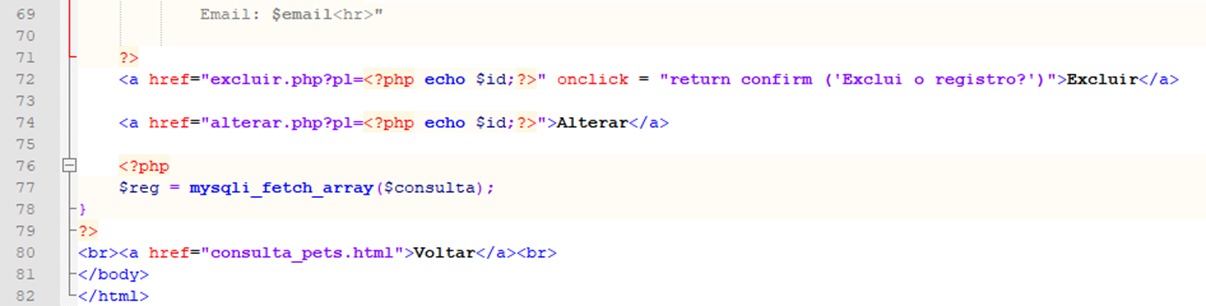 69 Email: $email<hr>"
70
71 ?>
72 <a href="excluir.php?pl=<?php echo $id;?>" onclick = "return confirm ('Exclui o registro?')">Excluir</a>
73
74 <a href="alterar.php?pl=<?php echo $id;?>">Alterar</a>
75
76 <?php
77 $reg = mysqli_fetch_array($consulta);
78 }
79 ?>
80 <br><a href="consulta_pets.html">Voltar</a><br>
81 </body>
82 </html>